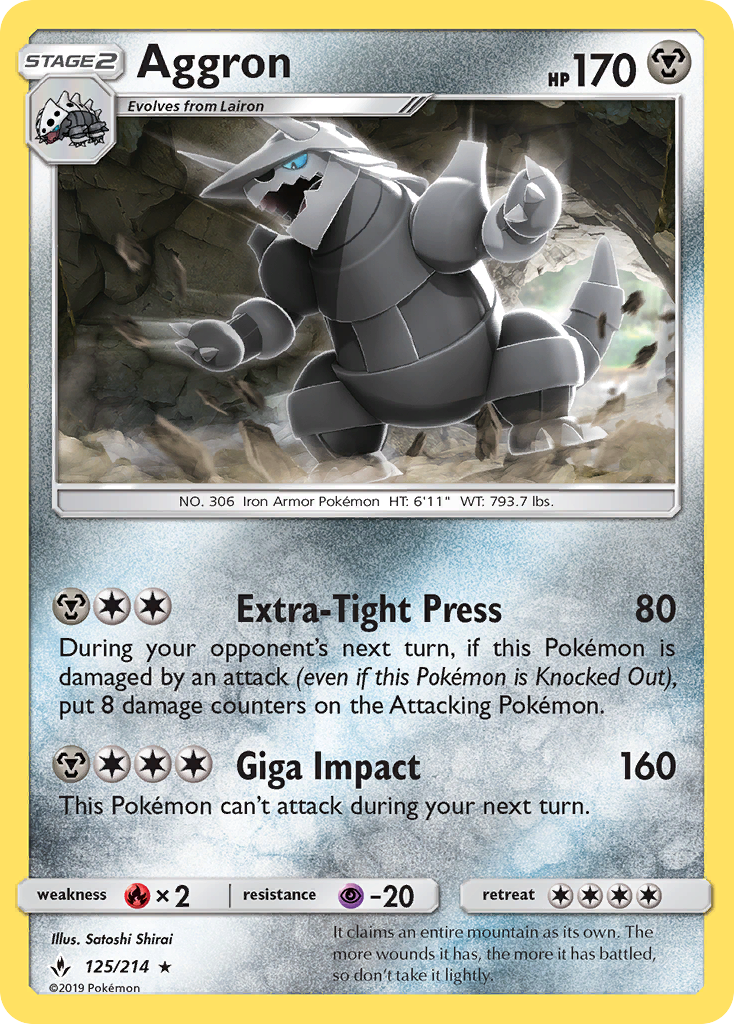 STAGE2
Aggron
HP170
Evolves from Lairon
NO. 306 Iron Armor Pokémon HT: 6'11" WT: 793.7 lbs.
Extra-Tight Press 80
During your opponent's next turn, if this Pokémon is
damaged by an attack (even if this Pokémon is Knocked Out),
put 8 damage counters on the Attacking Pokémon.
Giga Impact 160
This Pokémon can't attack during your next turn.
weakness ×2 resistance -20 retreat
Illus. Satoshi Shirai
125/214 ★
©2019 Pokémon
It claims an entire mountain as its own. The
more wounds it has, the more it has battled,
so don't take it lightly.